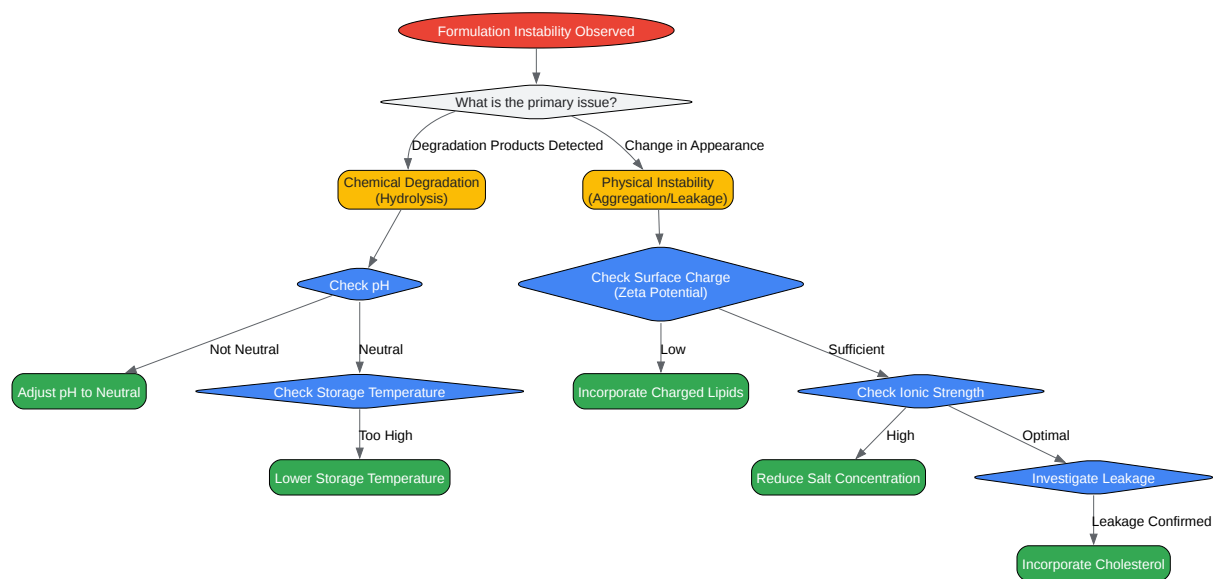 Formulation Instability Observed
What is the primary issue?
Degradation Products Detected
Change in Appearance
Chemical Degradation
(Hydrolysis)
Physical Instability
(Aggregation/Leakage)
Check pH
Check Surface Charge
(Zeta Potential)
Not Neutral
Neutral
Low
Sufficient
Adjust pH to Neutral
Check Storage Temperature
Incorporate Charged Lipids
Check Ionic Strength
Too High
High
Optimal
Lower Storage Temperature
Reduce Salt Concentration
Investigate Leakage
Leakage Confirmed
Incorporate Cholesterol